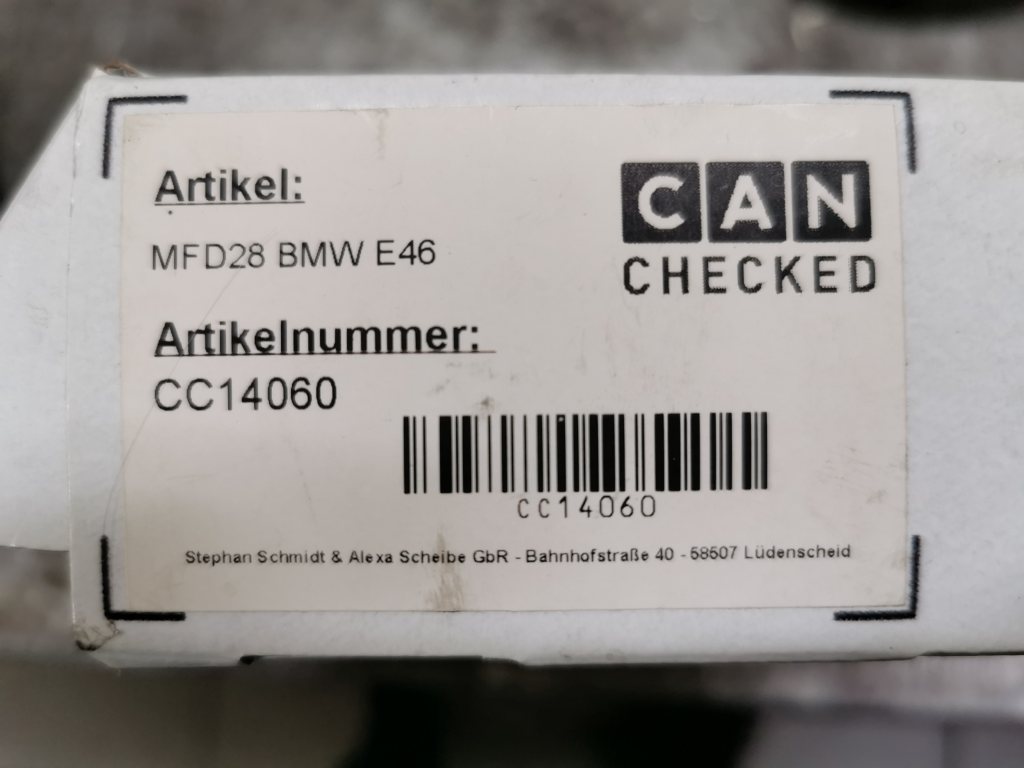 Artikel:
MFD28 BMW E46
Artikelnummer:
CC14060
CAN
CHECKED
CC14060
Stephan Schmidt & Alexa Scheibe GbR - Bahnhofstraße 40 - 58507 Lüdenscheid